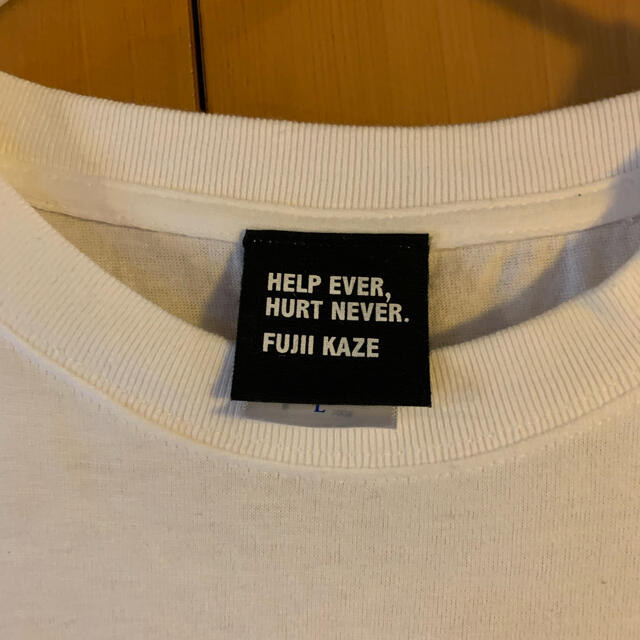 HELP EVER,
HURT NEVER.
FUJII KAZE
L